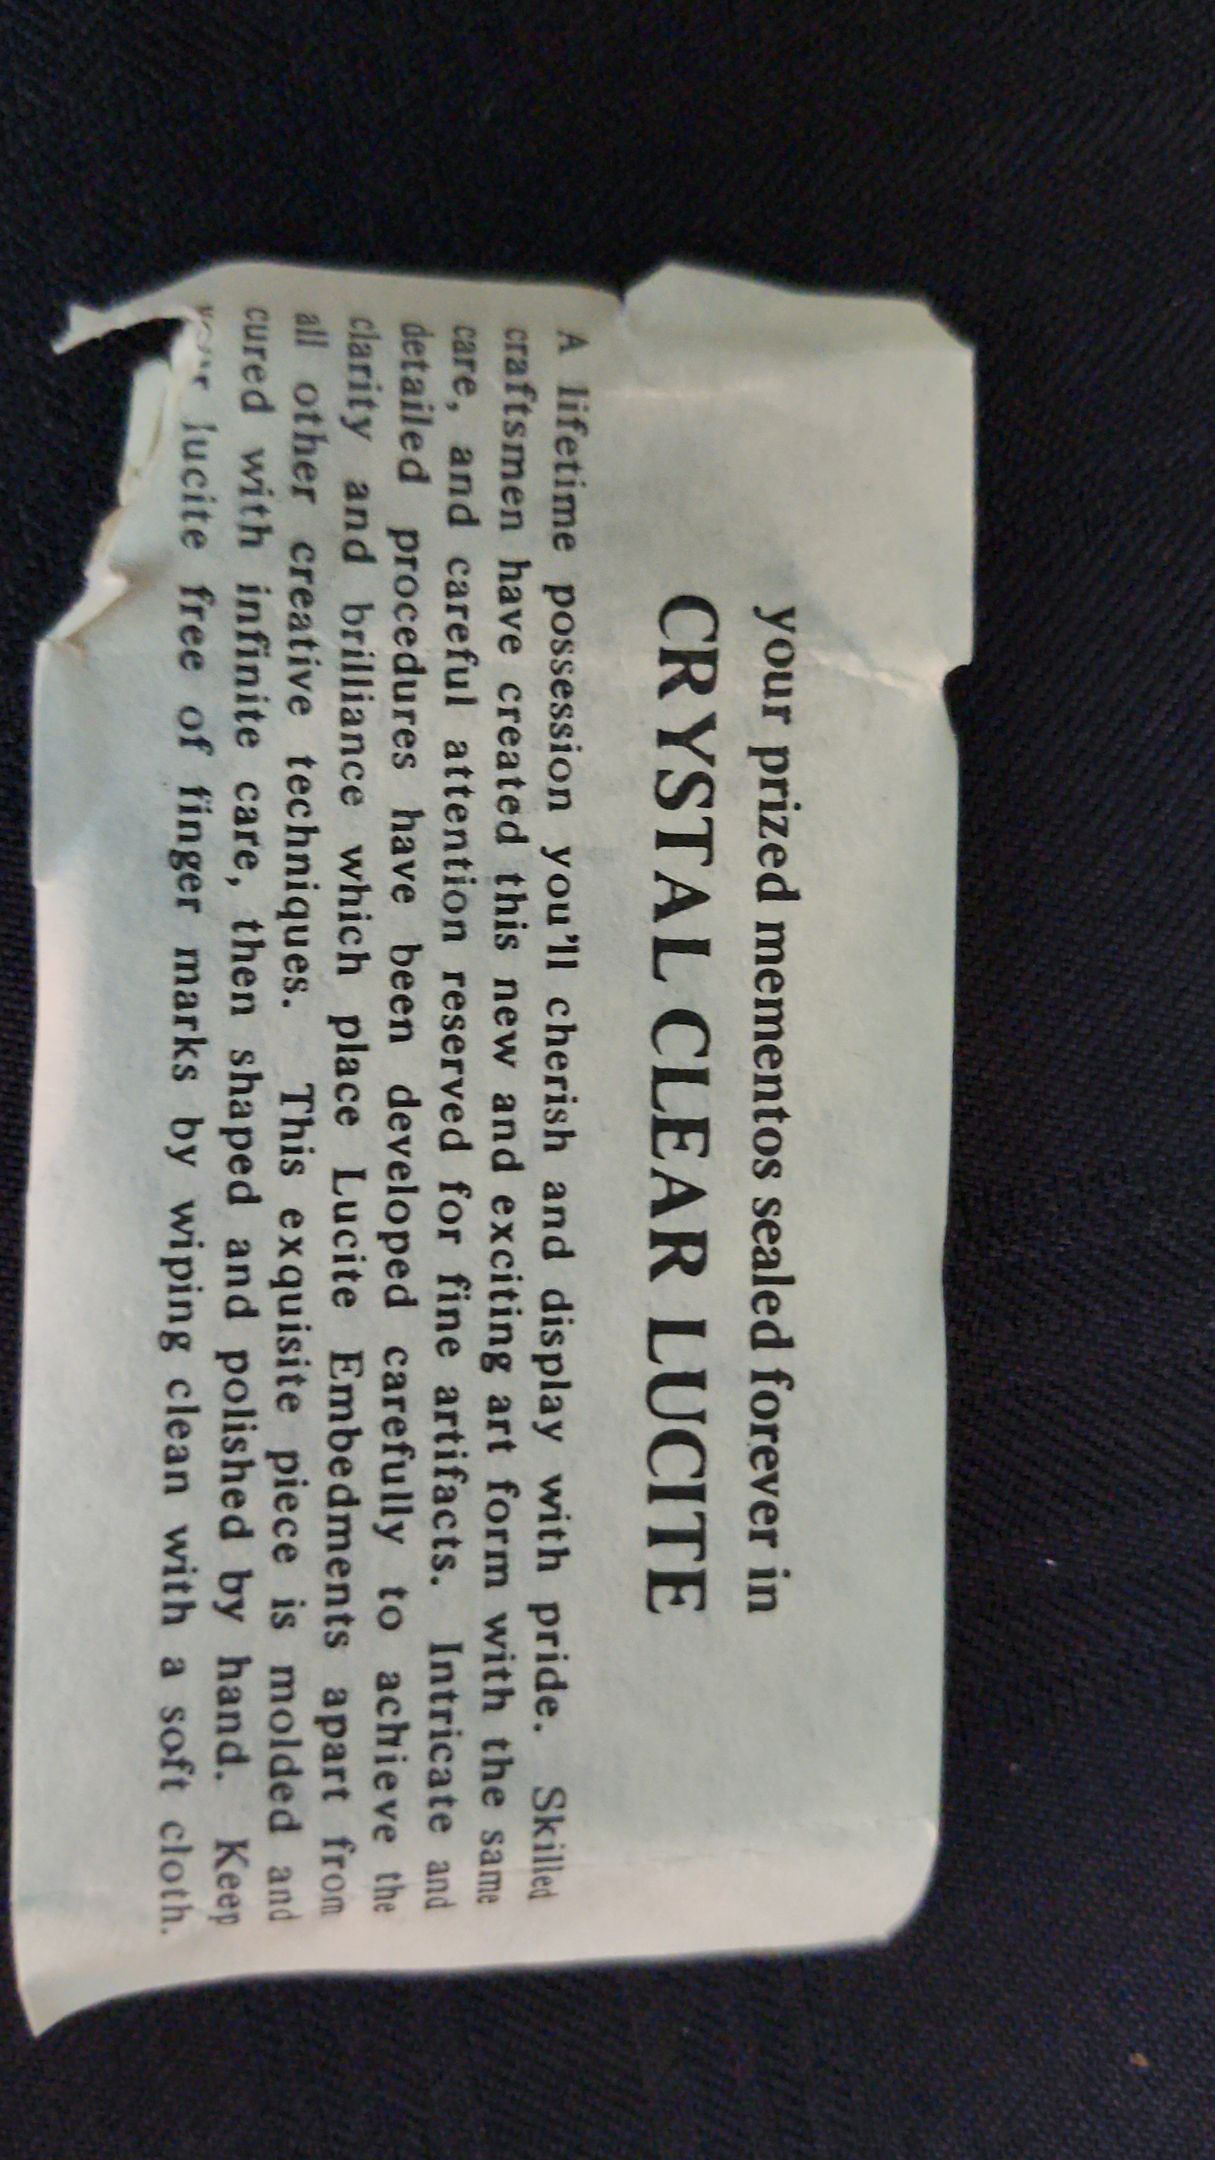 your prized mementos sealed forever in
CRYSTAL CLEAR LUCITE
A lifetime possession you'll cherish and display with pride. Skilled
craftsmen have created this new and exciting art form with the same
care, and careful attention reserved for fine artifacts. Intricate and
detailed procedures have been developed carefully to achieve the
clarity and brilliance which place Lucite Embedments apart from
all other creative techniques. This exquisite piece is molded and
cured with infinite care, then shaped and polished by hand. Keep
your lucite free of finger marks by wiping clean with a soft cloth.